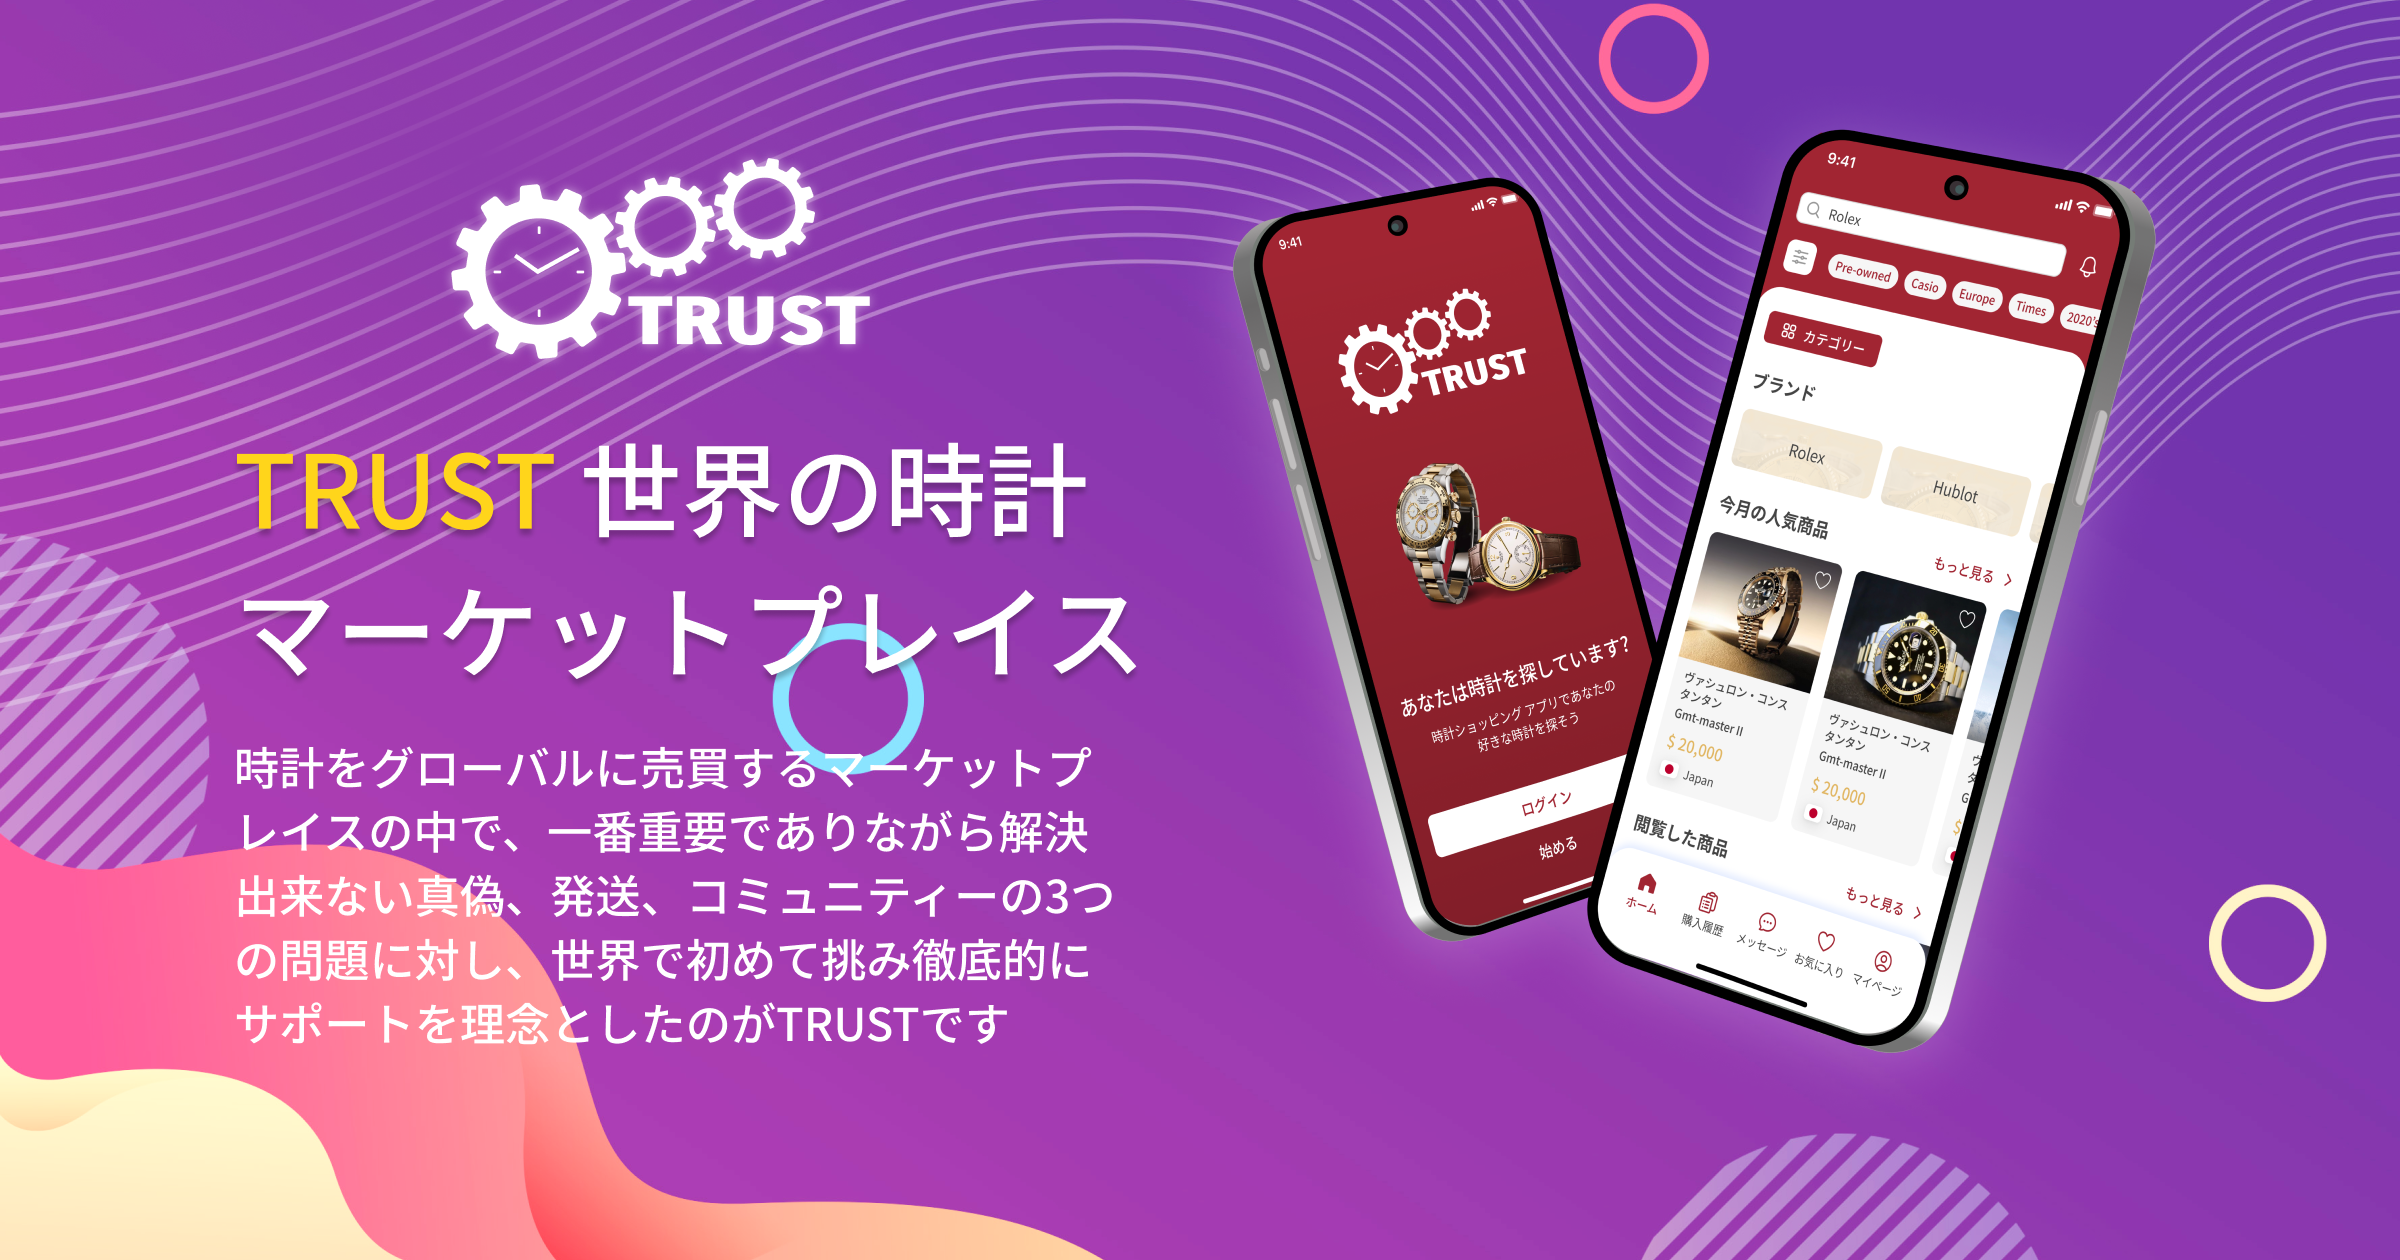 TRUST
TRUST 世界の時計
マーケットプレイス
時計をグローバルに売買するマーケットプ
レイスの中で、一番重要でありながら解決
出来ない真偽、発送、コミュニティーの3つ
の問題に対し、世界で初めて挑み徹底的に
サポートを理念としたのがTRUSTです
9:41
TRUST
あなたは時計を探しています?
時計ショッピング アプリであなたの
好きな時計を探そう
ログイン
始める
9:41
Rolex
Pre-owned
Casio
Europe
Times
2020's
カテゴリー
ブランド
Rolex
Hublot
今月の人気商品
もっと見る
ヴァシュロン・コンス
タンタン
Gmt-master II
$ 20,000
Japan
ヴァシュロン・コンス
タンタン
Gmt-master II
$ 20,000
Japan
閲覧した商品
もっと見る
ホーム
購入履歴
メッセージ
お気に入り
マイページ